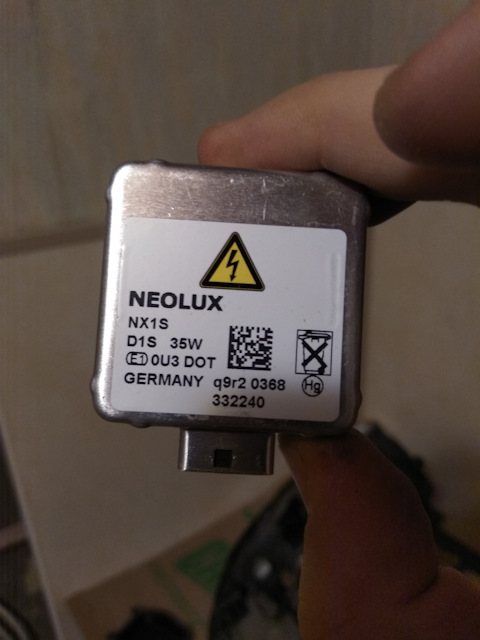 NEOLUX
NX1S
D1S 35W
E1 0U3 DOT
GERMANY q9r2 0368
332240
Hg